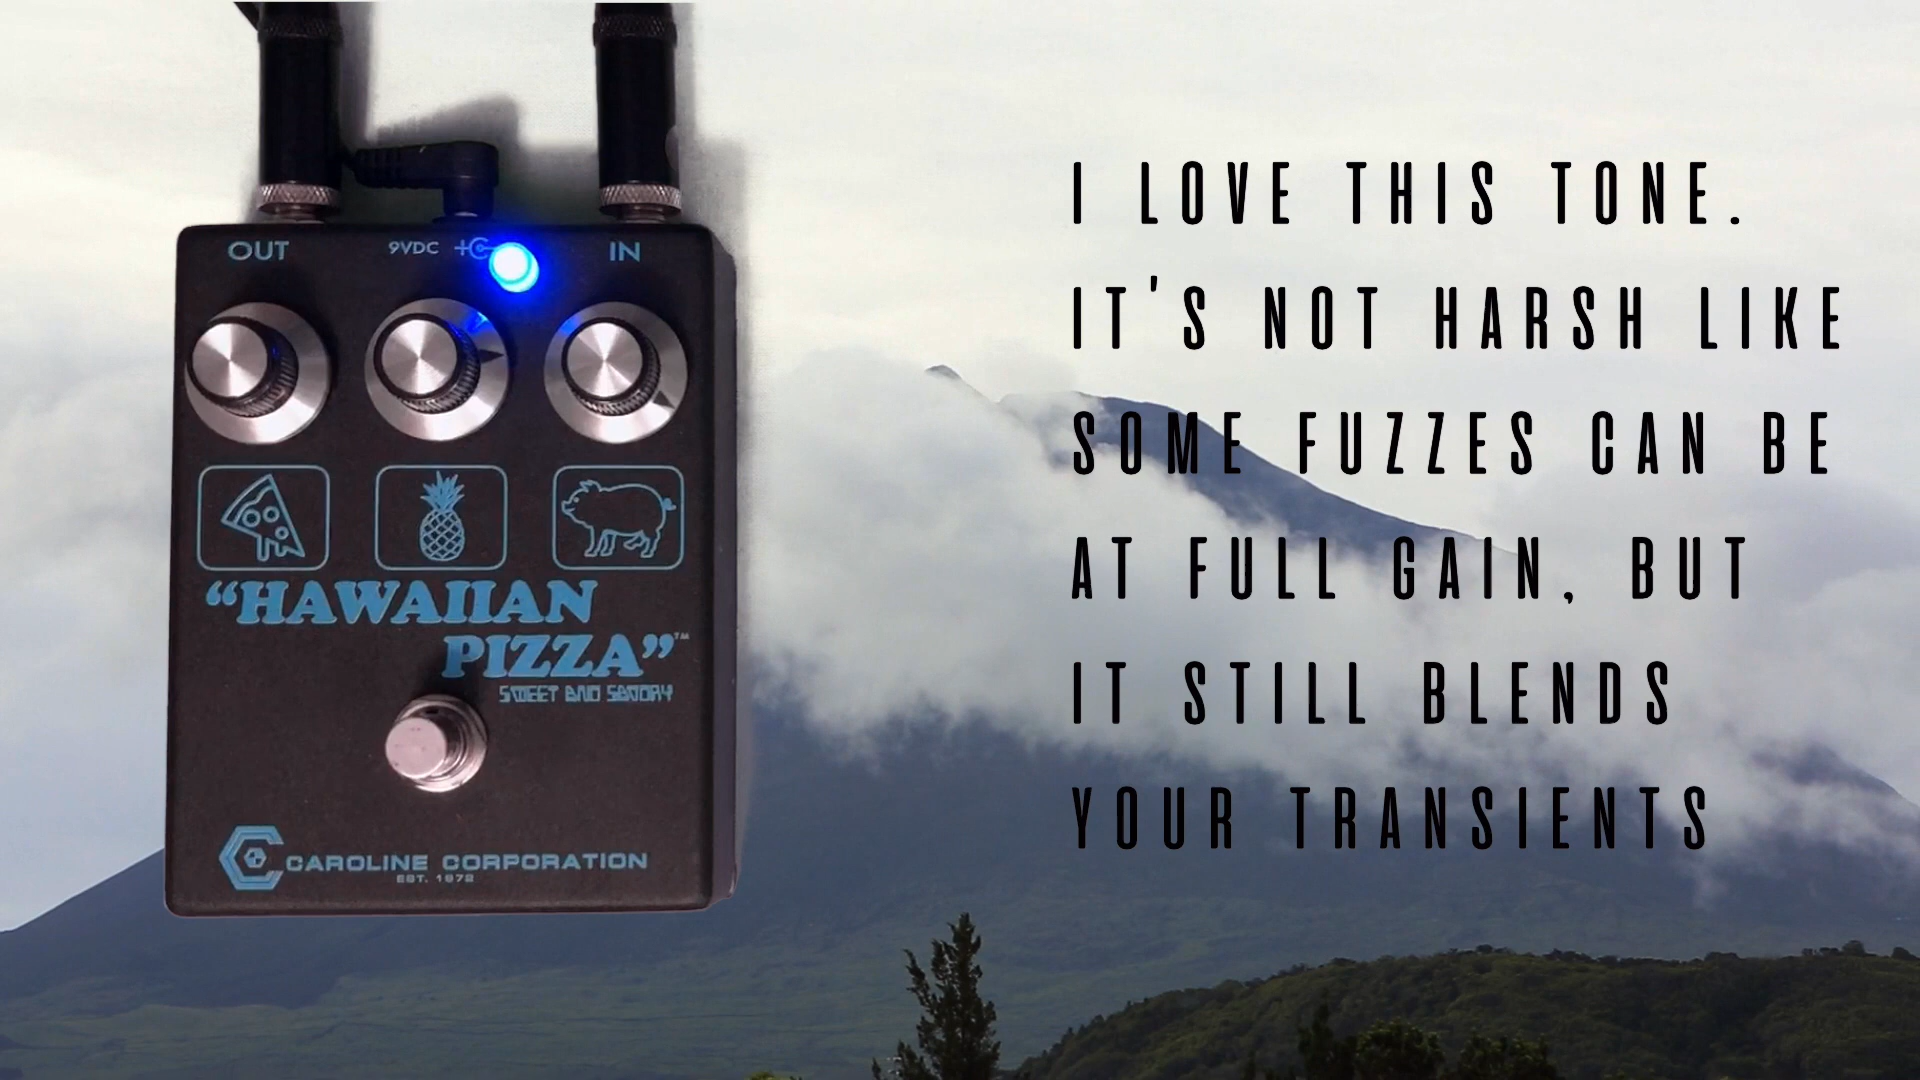 OUT 9VDC IN
“HAWAIIAN
PIZZA”™
SWEET AND SAVORY
CAROLINE CORPORATION
EST. 1972
I LOVE THIS TONE.
IT'S NOT HARSH LIKE
SOME FUZZES CAN BE
AT FULL GAIN, BUT
IT STILL BLENDS
YOUR TRANSIENTS